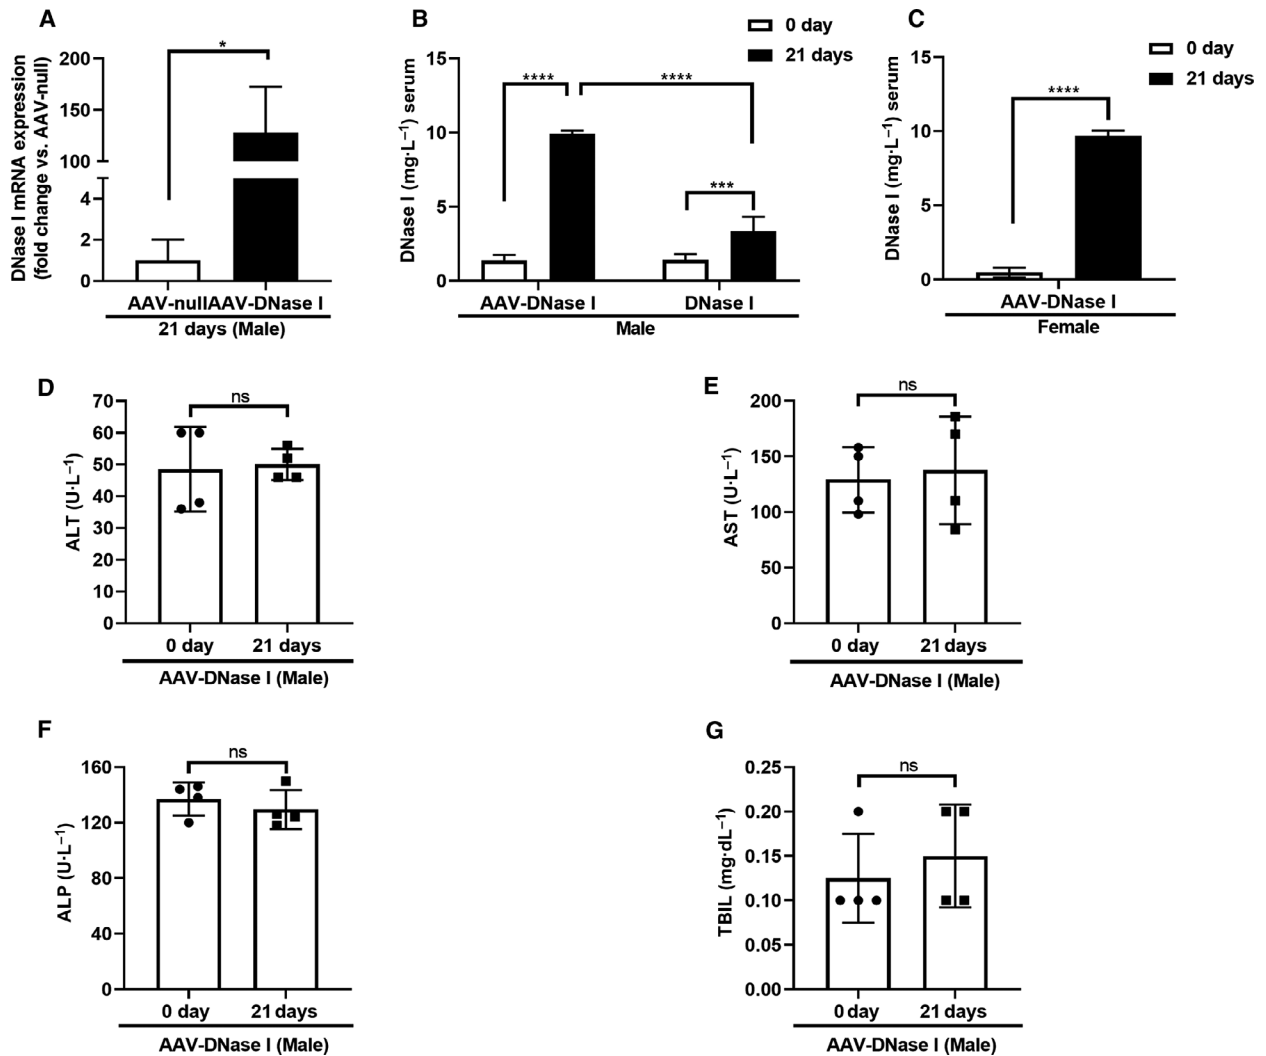 A
DNase I mRNA expression
(fold change vs. AAV-null)
200
150
100
4
2
0
*
AAV-null
AAV-DNase I
21 days (Male)
B
0 day
21 days
DNase I (mg·L−1) serum
15
10
5
0
****
****
***
AAV-DNase I
DNase I
Male
C
0 day
21 days
DNase I (mg·L−1) serum
15
10
5
0
****
AAV-DNase I
Female
D
ALT (U·L−1)
70
60
50
40
30
20
10
0
ns
0 day
21 days
AAV-DNase I (Male)
E
AST (U·L−1)
200
150
100
50
0
ns
0 day
21 days
AAV-DNase I (Male)
F
ALP (U·L−1)
160
120
80
40
0
ns
0 day
21 days
AAV-DNase I (Male)
G
TBIL (mg·dL−1)
0.25
0.20
0.15
0.10
0.05
0.00
ns
0 day
21 days
AAV-DNase I (Male)